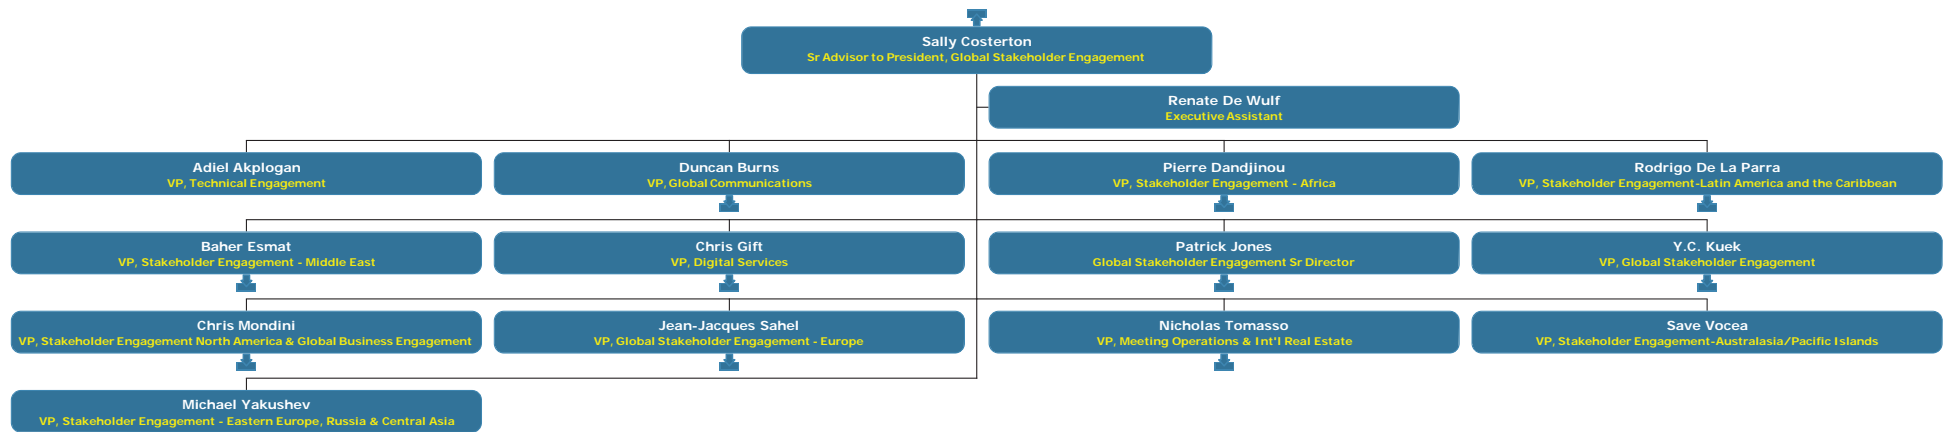 Sally Costerton
Sr Advisor to President, Global Stakeholder Engagement
Renate De Wulf
Executive Assistant
Adiel Akplogan
VP, Technical Engagement
Duncan Burns
VP, Global Communications
Pierre Dandjinou
VP, Stakeholder Engagement - Africa
Rodrigo De La Parra
VP, Stakeholder Engagement-Latin America and the Caribbean
Baher Esmat
VP, Stakeholder Engagement - Middle East
Chris Gift
VP, Digital Services
Patrick Jones
Global Stakeholder Engagement Sr Director
Y.C. Kuek
VP, Global Stakeholder Engagement
Chris Mondini
VP, Stakeholder Engagement North America & Global Business Engagement
Jean-Jacques Sahel
VP, Global Stakeholder Engagement - Europe
Nicholas Tomasso
VP, Meeting Operations & Int'l Real Estate
Save Vocea
VP, Stakeholder Engagement-Australasia/Pacific Islands
Michael Yakushev
VP, Stakeholder Engagement - Eastern Europe, Russia & Central Asia